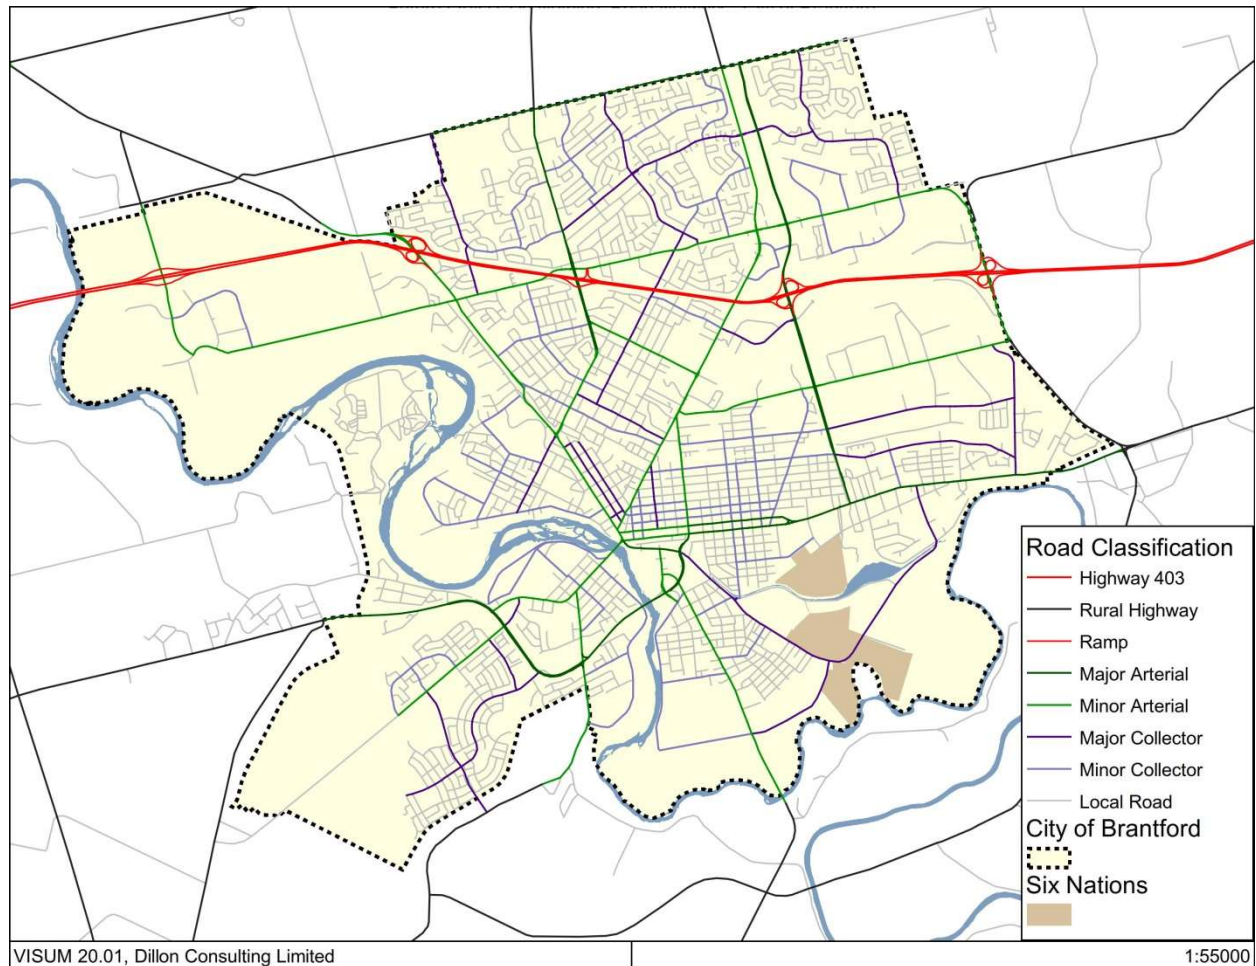 Road Classification
Highway 403
Rural Highway
Ramp
Major Arterial
Minor Arterial
Major Collector
Minor Collector
Local Road
City of Brantford
Six Nations
VISUM 20.01, Dillon Consulting Limited
1:55000